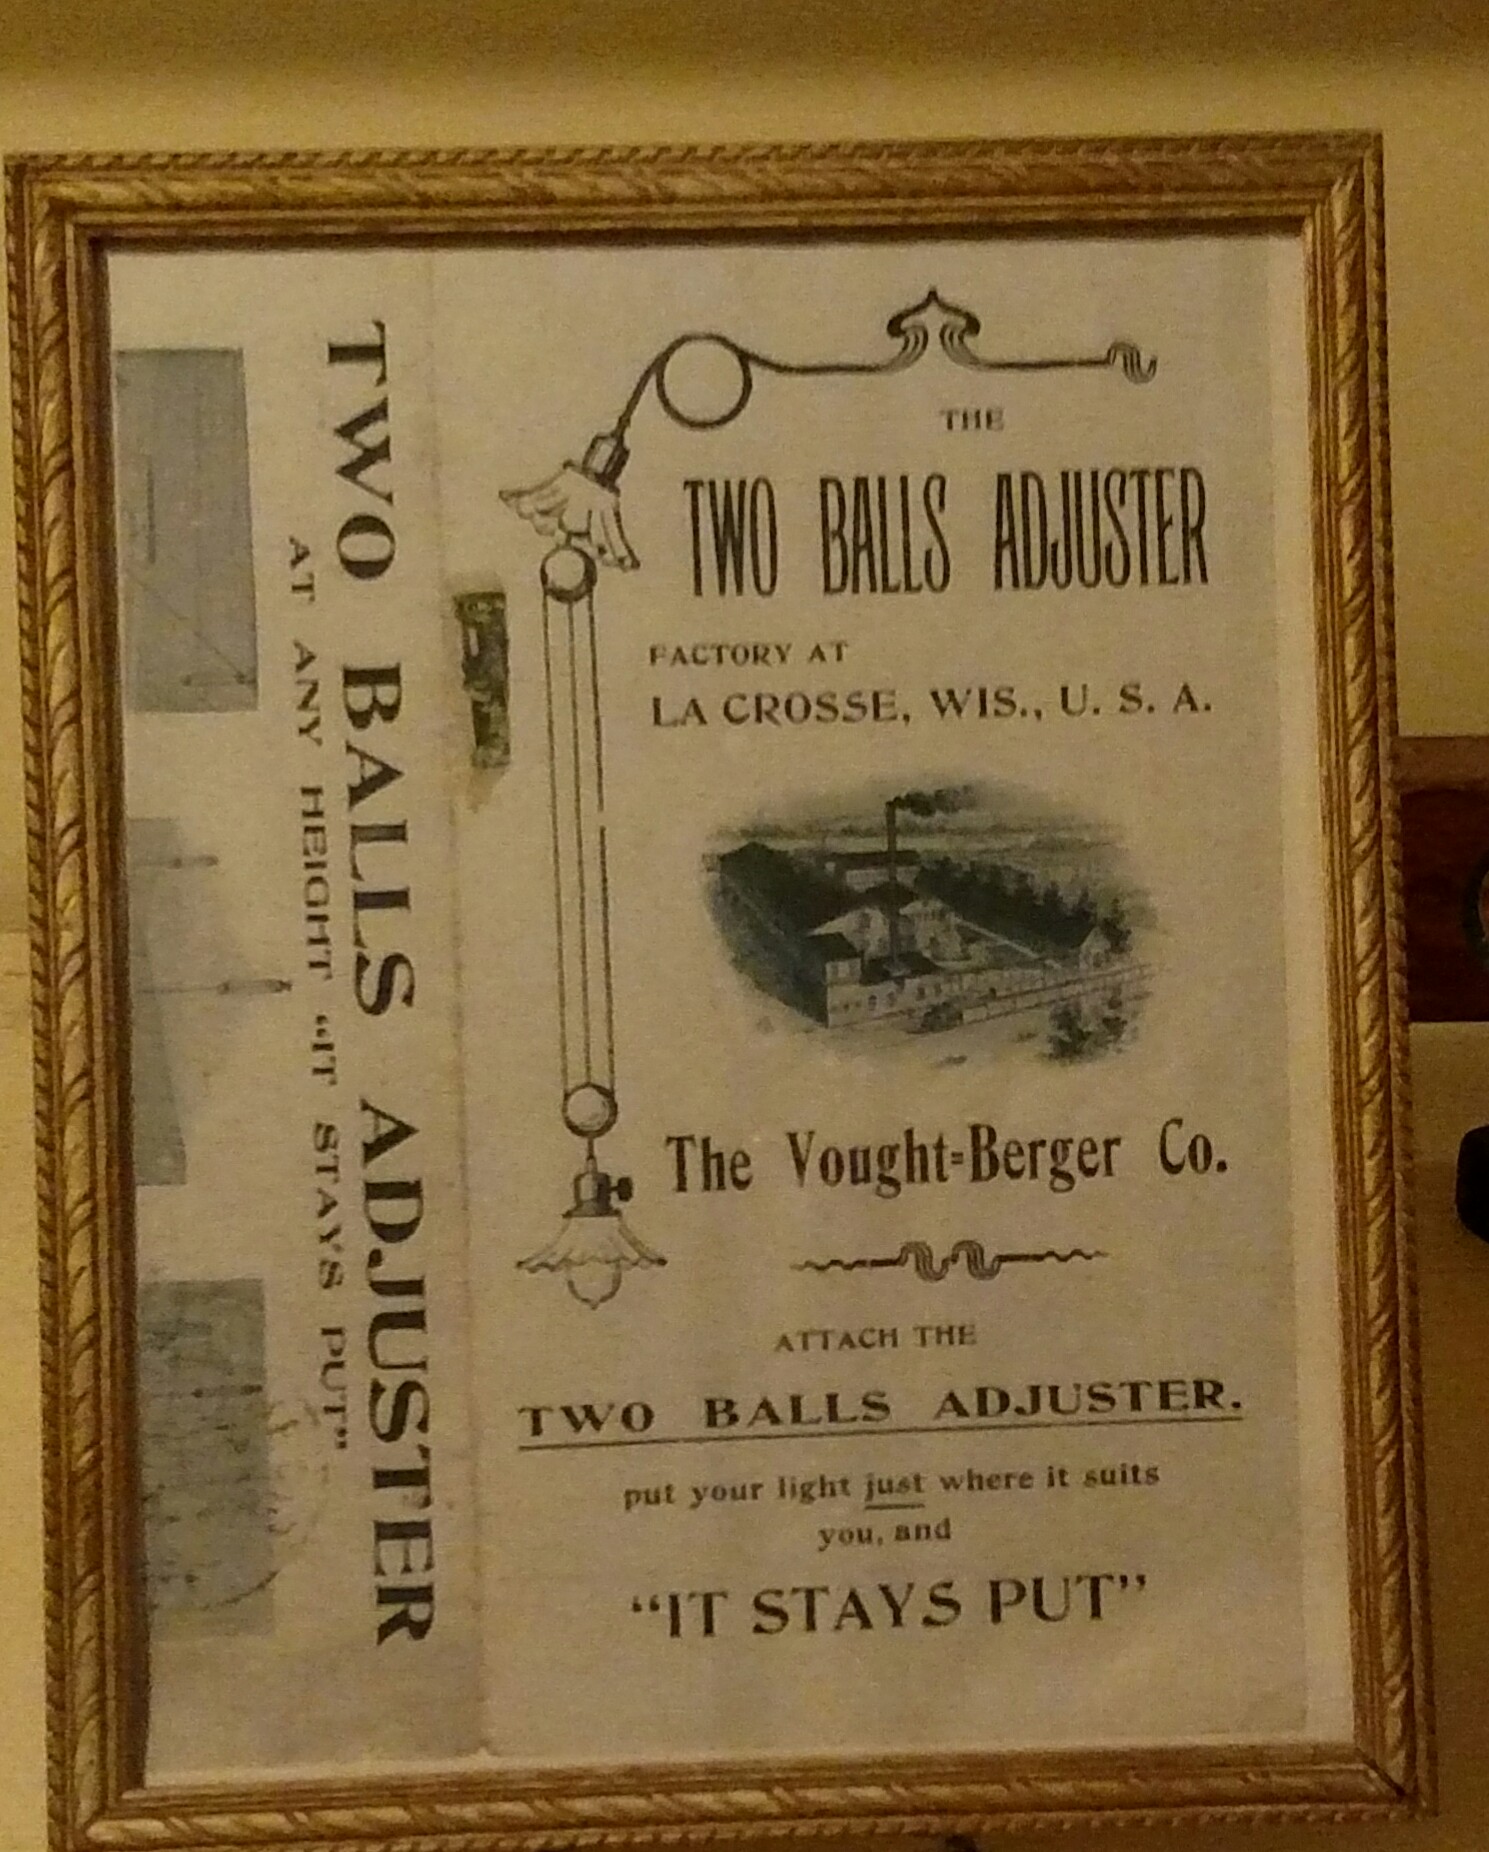 TWO BALLS ADJUSTER
AT ANY HEIGHT "IT STAYS PUT"
THE
TWO BALLS ADJUSTER
FACTORY AT
LA CROSSE, WIS., U. S. A.
The Vought=Berger Co.
ATTACH THE
TWO BALLS ADJUSTER.
put your light just where it suits
you, and
"IT STAYS PUT"